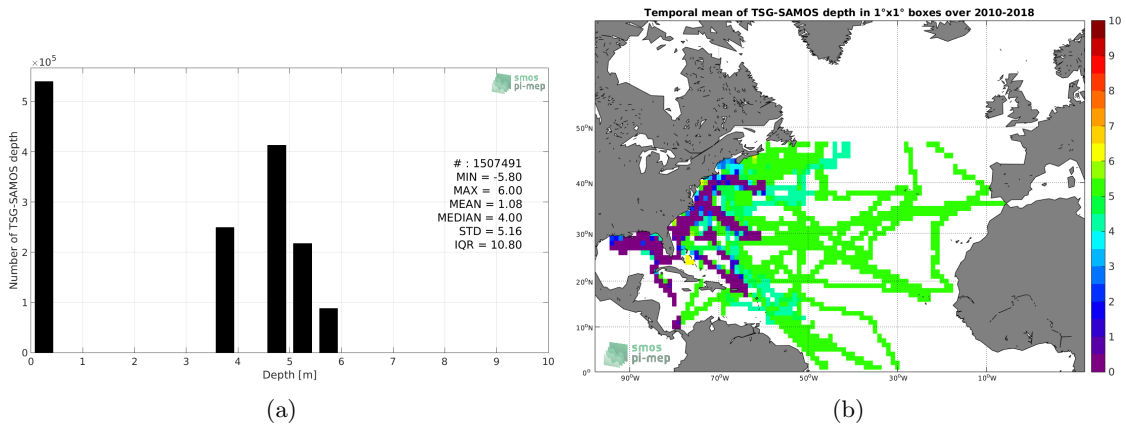 ×10⁵
5
4
3
2
1
0
Number of TSG-SAMOS depth
0 1 2 3 4 5 6 7 8 9 10
Depth [m]
smos
pi-mep
# : 1507491
MIN = -5.80
MAX = 6.00
MEAN = 1.08
MEDIAN = 4.00
STD = 5.16
IQR = 10.80
(a)
Temporal mean of TSG-SAMOS depth in 1°x1° boxes over 2010-2018
50°N
40°N
30°N
20°N
10°N
0°
90°W 70°W 50°W 30°W 10°W
smos
pi-mep
10
9
8
7
6
5
4
3
2
1
0
(b)